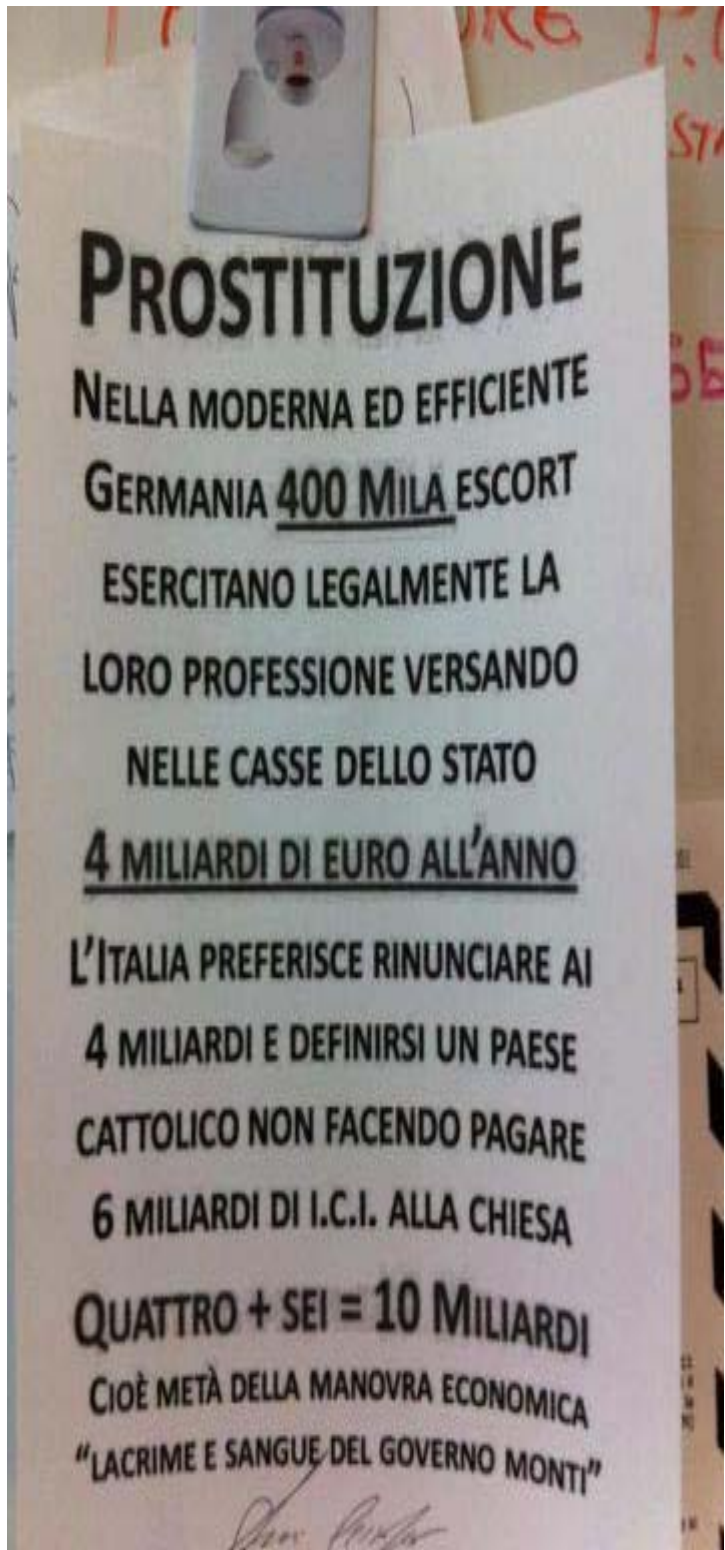 PROSTITUZIONE
NELLA MODERNA ED EFFICIENTE
GERMANIA 400 MILA ESCORT
ESERCITANO LEGALMENTE LA
LORO PROFESSIONE VERSANDO
NELLE CASSE DELLO STATO
4 MILIARDI DI EURO ALL'ANNO
L'ITALIA PREFERISCE RINUNCIARE AI
4 MILIARDI E DEFINIRSI UN PAESE
CATTOLICO NON FACENDO PAGARE
6 MILIARDI DI I.C.I. ALLA CHIESA
QUATTRO + SEI = 10 MILIARDI
CIOÈ METÀ DELLA MANOVRA ECONOMICA
"LACRIME E SANGUE DEL GOVERNO MONTI"